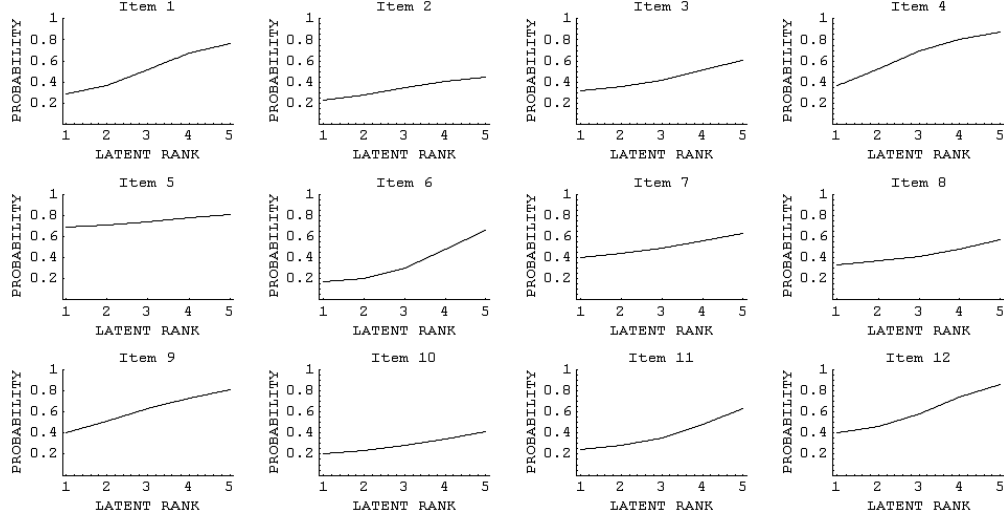 Item 1
PROBABILITY
1
0.8
0.6
0.4
0.2
1 2 3 4 5
LATENT RANK
Item 2
PROBABILITY
1
0.8
0.6
0.4
0.2
1 2 3 4 5
LATENT RANK
Item 3
PROBABILITY
1
0.8
0.6
0.4
0.2
1 2 3 4 5
LATENT RANK
Item 4
PROBABILITY
1
0.8
0.6
0.4
0.2
1 2 3 4 5
LATENT RANK
Item 5
PROBABILITY
1
0.8
0.6
0.4
0.2
1 2 3 4 5
LATENT RANK
Item 6
PROBABILITY
1
0.8
0.6
0.4
0.2
1 2 3 4 5
LATENT RANK
Item 7
PROBABILITY
1
0.8
0.6
0.4
0.2
1 2 3 4 5
LATENT RANK
Item 8
PROBABILITY
1
0.8
0.6
0.4
0.2
1 2 3 4 5
LATENT RANK
Item 9
PROBABILITY
1
0.8
0.6
0.4
0.2
1 2 3 4 5
LATENT RANK
Item 10
PROBABILITY
1
0.8
0.6
0.4
0.2
1 2 3 4 5
LATENT RANK
Item 11
PROBABILITY
1
0.8
0.6
0.4
0.2
1 2 3 4 5
LATENT RANK
Item 12
PROBABILITY
1
0.8
0.6
0.4
0.2
1 2 3 4 5
LATENT RANK